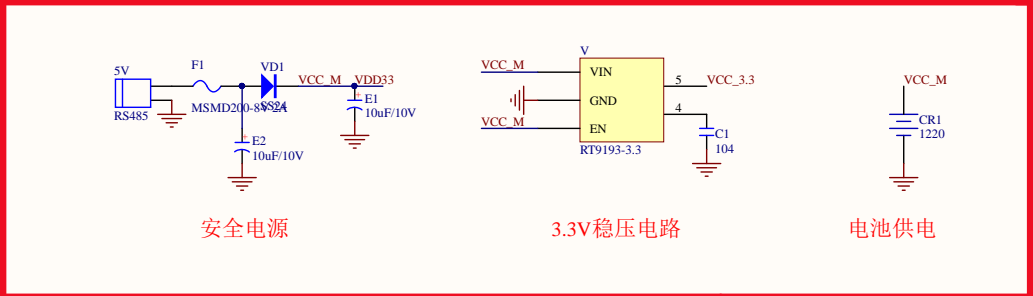 5V
RS485
F1
MSMD200-8V 2A
VD1
SS24
VCC_M
VDD33
E1
10uF/10V
E2
10uF/10V
安全电源
V
VCC_M
VIN
5
VCC_3.3
GND
4
VCC_M
EN
RT9193-3.3
C1
104
3.3V稳压电路
VCC_M
CR1
1220
电池供电